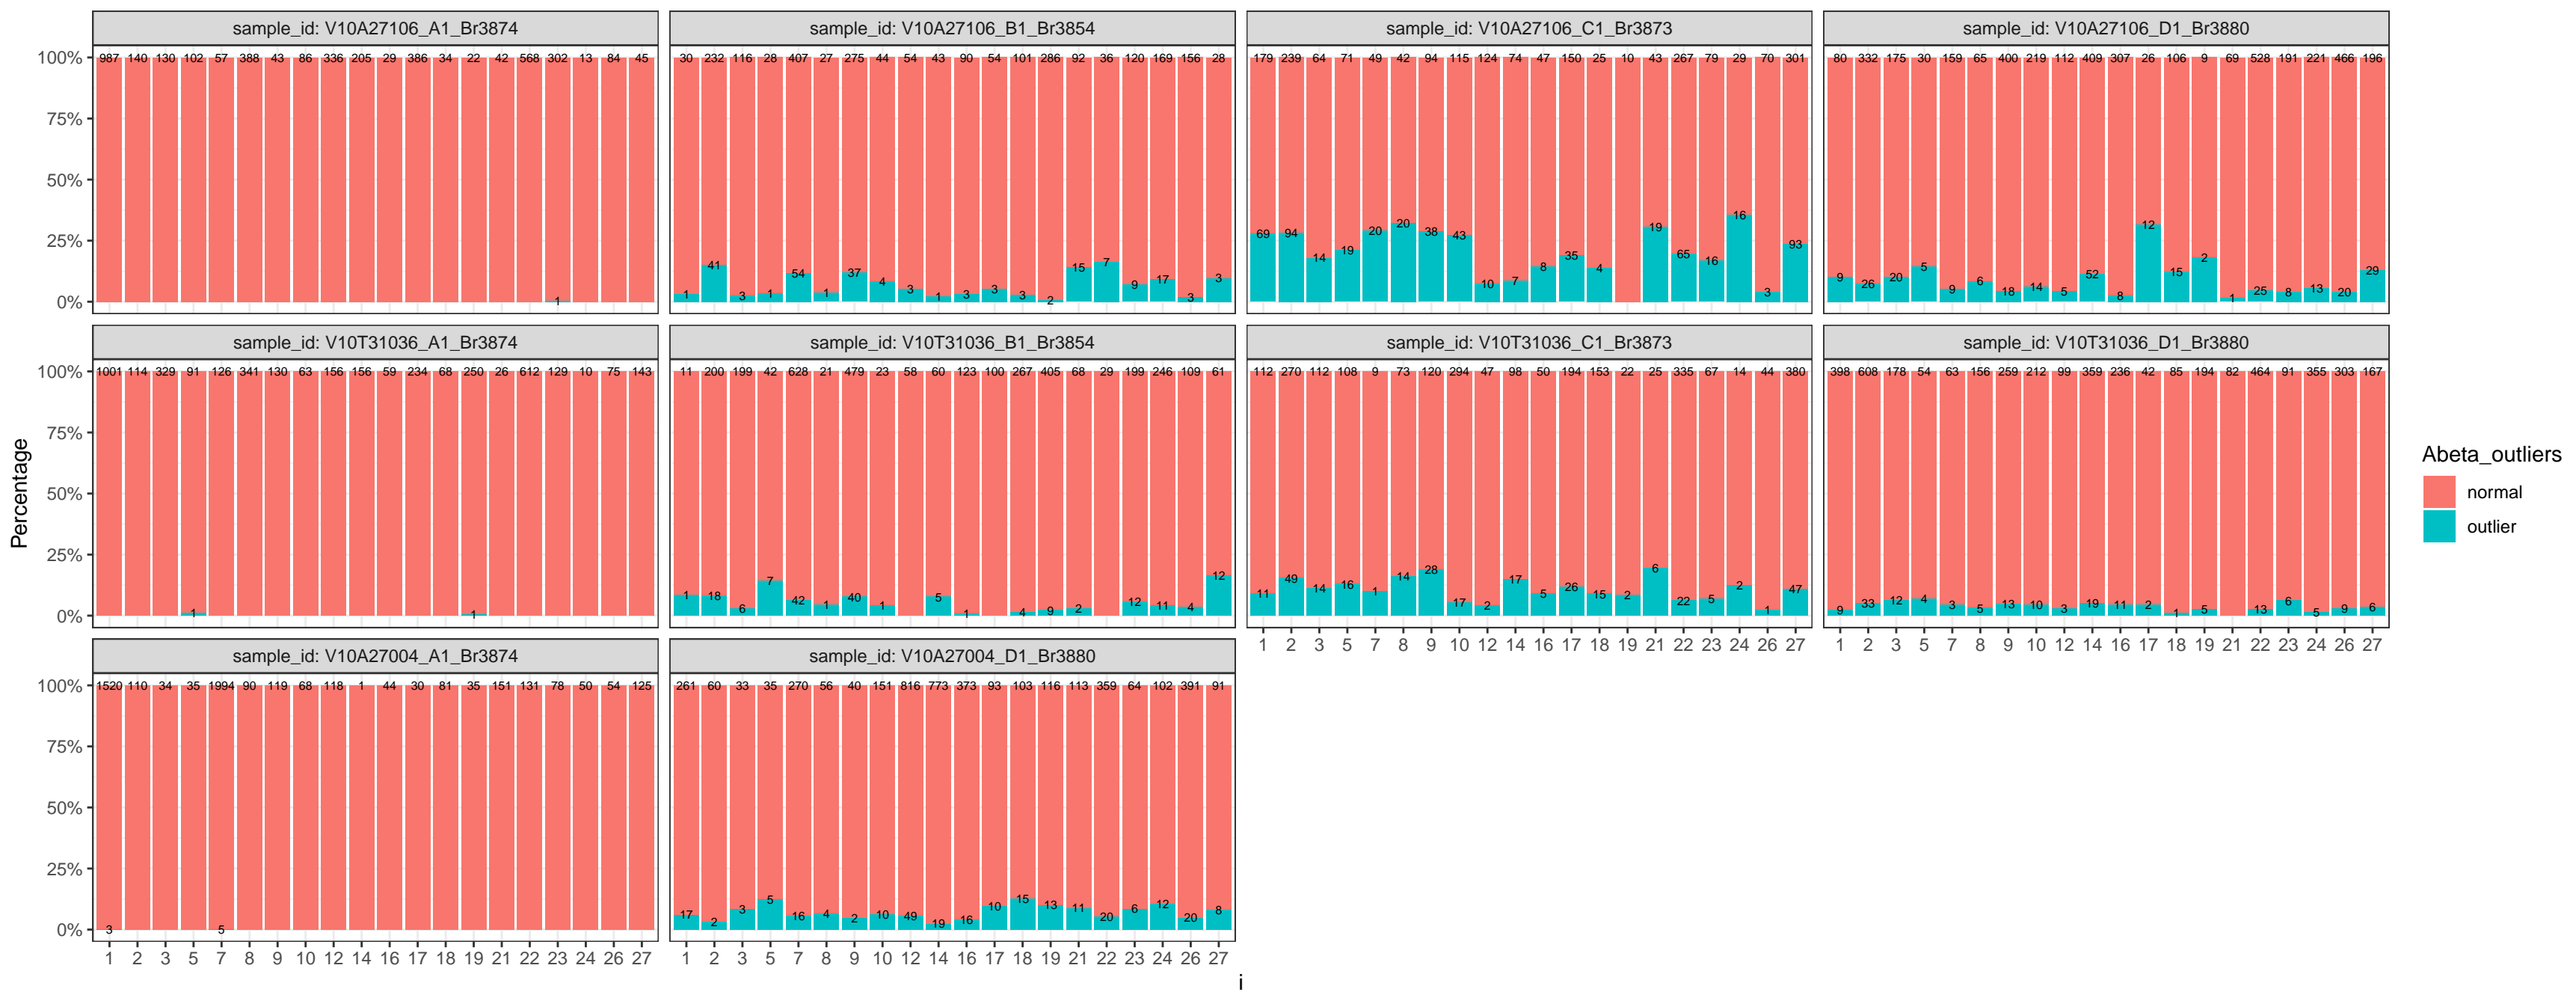 sample_id: V10A27106_A1_Br3874
sample_id: V10A27106_B1_Br3854
sample_id: V10A27106_C1_Br3873
sample_id: V10A27106_D1_Br3880
100%
987 140 130 102 57 388 43 86 336 205 29 386 34 22 42 568 302 13 84 45
30 232 116 28 407 27 275 44 54 43 90 54 101 286 92 36 120 169 156 28
179 239 64 71 49 42 94 115 124 74 47 150 25 10 43 267 79 29 70 301
80 332 175 30 159 65 400 219 112 409 307 26 106 9 69 528 191 221 466 196
75%
50%
25%
0%
1
1 41 3 1 54 1 37 4 3 1 3 3 3 2 15 7 9 17 3 3
69 94 14 19 20 20 38 43 10 7 8 35 4 19 65 16 16 3 93
9 26 20 5 9 6 18 14 5 52 8 12 15 2 1 25 8 13 20 29
sample_id: V10T31036_A1_Br3874
sample_id: V10T31036_B1_Br3854
sample_id: V10T31036_C1_Br3873
sample_id: V10T31036_D1_Br3880
100%
1001 114 329 91 126 341 130 63 156 156 59 234 68 250 26 612 129 10 75 143
11 200 199 42 628 21 479 23 58 60 123 100 267 405 68 29 199 246 109 61
112 270 112 108 9 73 120 294 47 98 50 194 153 22 25 335 67 14 44 380
398 608 178 54 63 156 259 212 99 359 236 42 85 194 82 464 91 355 303 167
75%
50%
25%
0%
1 1
1 18 6 7 42 1 40 1 5 1 4 9 2 12 11 4 12
11 49 14 16 1 14 28 17 2 17 5 26 15 2 6 22 5 2 1 47
9 33 12 4 3 5 13 10 3 19 11 2 1 5 13 6 5 9 6
1 2 3 5 7 8 9 10 12 14 16 17 18 19 21 22 23 24 26 27
1 2 3 5 7 8 9 10 12 14 16 17 18 19 21 22 23 24 26 27
sample_id: V10A27004_A1_Br3874
sample_id: V10A27004_D1_Br3880
100%
1520 110 34 35 1994 90 119 68 118 1 44 30 81 35 151 131 78 50 54 125
261 60 33 35 270 56 40 151 816 773 373 93 103 116 113 359 64 102 391 91
75%
50%
25%
0%
3 5
17 2 3 5 16 4 2 10 49 19 16 10 15 13 11 20 6 12 20 8
1 2 3 5 7 8 9 10 12 14 16 17 18 19 21 22 23 24 26 27
1 2 3 5 7 8 9 10 12 14 16 17 18 19 21 22 23 24 26 27
i
Percentage
Abeta_outliers
normal
outlier